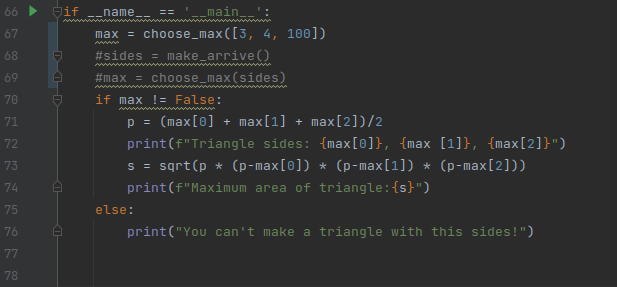 66 if __name__ == '__main__':
67 max = choose_max([3, 4, 100])
68 #sides = make_arrive()
69 #max = choose_max(sides)
70 if max != False:
71 p = (max[0] + max[1] + max[2])/2
72 print(f"Triangle sides: {max[0]}, {max [1]}, {max[2]}")
73 s = sqrt(p * (p-max[0]) * (p-max[1]) * (p-max[2]))
74 print(f"Maximum area of triangle:{s}")
75 else:
76 print("You can't make a triangle with this sides!")
77
78